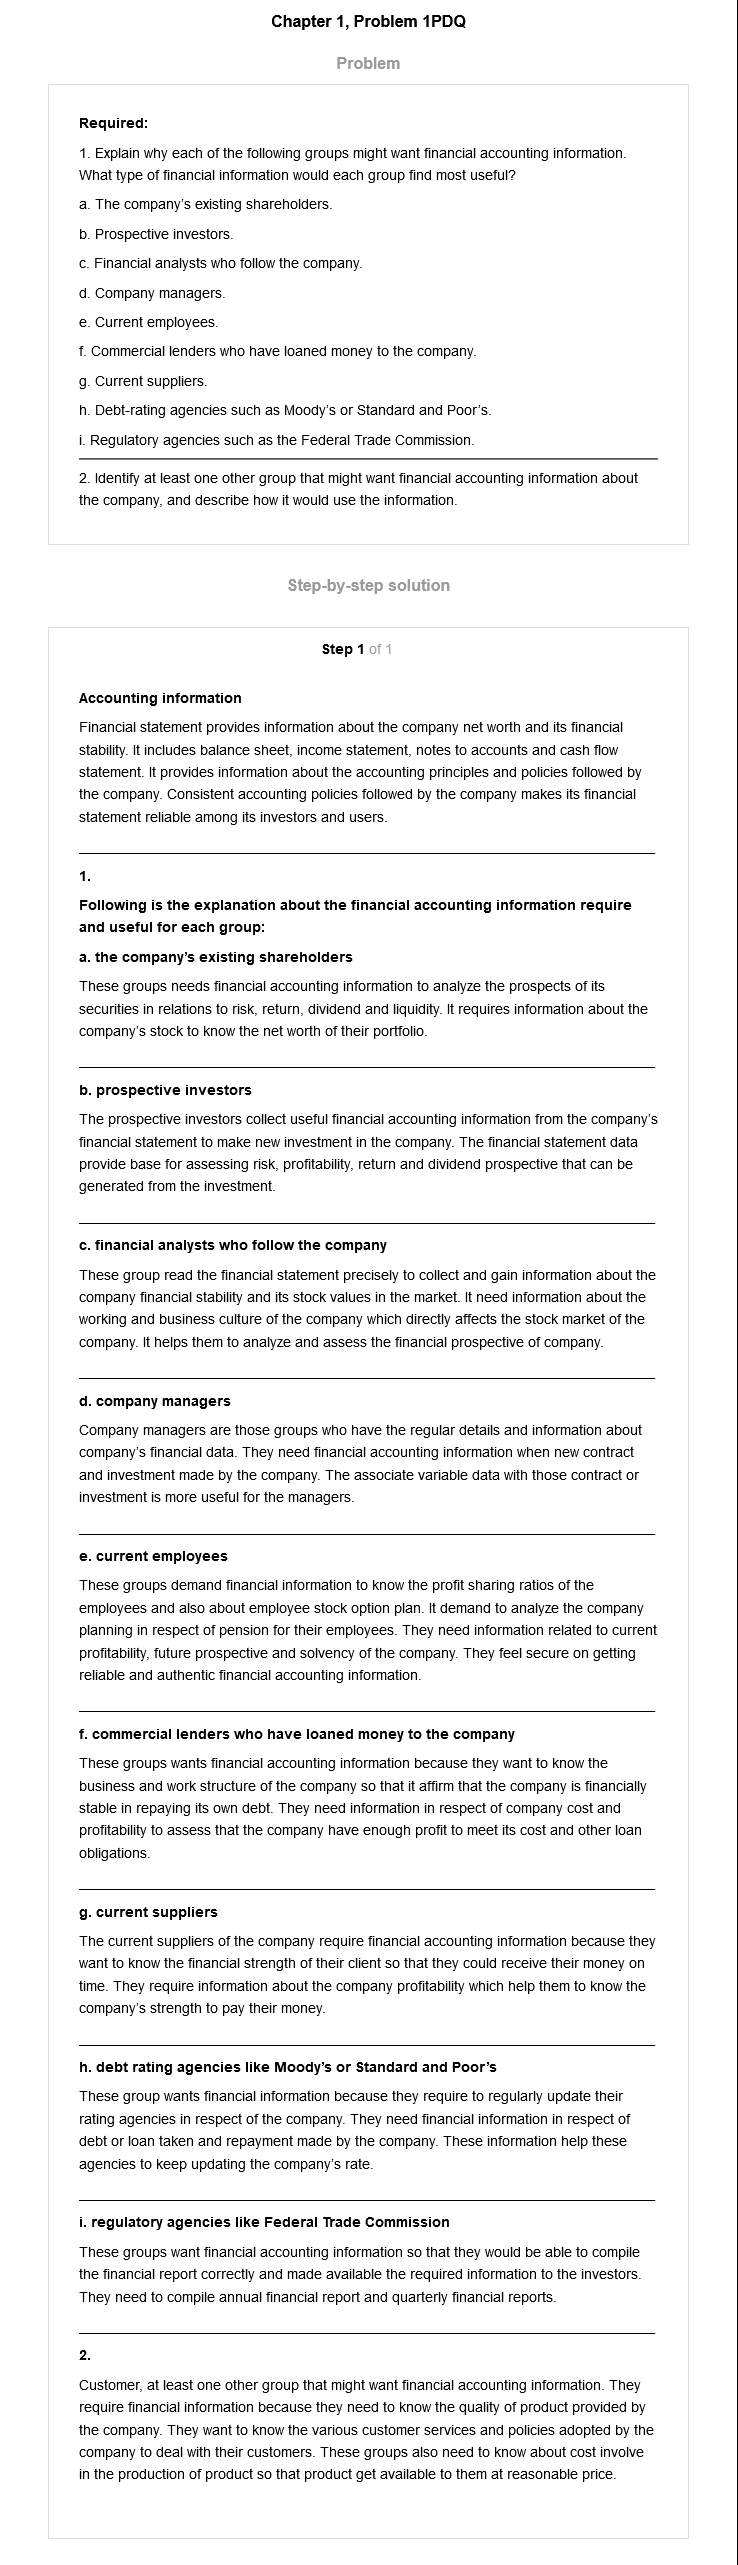 Chapter 1, Problem 1PDQ
Problem
Required:
1. Explain why each of the following groups might want financial accounting information.
What type of financial information would each group find most useful?
a. The company's existing shareholders.
b. Prospective investors.
c. Financial analysts who follow the company.
d. Company managers.
e. Current employees.
f. Commercial lenders who have loaned money to the company.
g. Current suppliers.
h. Debt-rating agencies such as Moody's or Standard and Poor's.
i. Regulatory agencies such as the Federal Trade Commission.
2. Identify at least one other group that might want financial accounting information about
the company, and describe how it would use the information.
Step-by-step solution
Step 1 of 1
Accounting information
Financial statement provides information about the company net worth and its financial
stability. It includes balance sheet, income statement, notes to accounts and cash flow
statement. It provides information about the accounting principles and policies followed by
the company. Consistent accounting policies followed by the company makes its financial
statement reliable among its investors and users.
1.
Following is the explanation about the financial accounting information require
and useful for each group:
a. the company's existing shareholders
These groups needs financial accounting information to analyze the prospects of its
securities in relations to risk, return, dividend and liquidity. It requires information about the
company's stock to know the net worth of their portfolio.
b. prospective investors
The prospective investors collect useful financial accounting information from the company's
financial statement to make new investment in the company. The financial statement data
provide base for assessing risk, profitability, return and dividend prospective that can be
generated from the investment.
c. financial analysts who follow the company
These group read the financial statement precisely to collect and gain information about the
company financial stability and its stock values in the market. It need information about the
working and business culture of the company which directly affects the stock market of the
company. It helps them to analyze and assess the financial prospective of company.
d. company managers
Company managers are those groups who have the regular details and information about
company's financial data. They need financial accounting information when new contract
and investment made by the company. The associate variable data with those contract or
investment is more useful for the managers.
e. current employees
These groups demand financial information to know the profit sharing ratios of the
employees and also about employee stock option plan. It demand to analyze the company
planning in respect of pension for their employees. They need information related to current
profitability, future prospective and solvency of the company. They feel secure on getting
reliable and authentic financial accounting information.
f. commercial lenders who have loaned money to the company
These groups wants financial accounting information because they want to know the
business and work structure of the company so that it affirm that the company is financially
stable in repaying its own debt. They need information in respect of company cost and
profitability to assess that the company have enough profit to meet its cost and other loan
obligations.
g. current suppliers
The current suppliers of the company require financial accounting information because they
want to know the financial strength of their client so that they could receive their money on
time. They require information about the company profitability which help them to know the
company's strength to pay their money.
h. debt rating agencies like Moody's or Standard and Poor's
These group wants financial information because they require to regularly update their
rating agencies in respect of the company. They need financial information in respect of
debt or loan taken and repayment made by the company. These information help these
agencies to keep updating the company's rate.
i. regulatory agencies like Federal Trade Commission
These groups want financial accounting information so that they would be able to compile
the financial report correctly and made available the required information to the investors.
They need to compile annual financial report and quarterly financial reports.
2.
Customer, at least one other group that might want financial accounting information. They
require financial information because they need to know the quality of product provided by
the company. They want to know the various customer services and policies adopted by the
company to deal with their customers. These groups also need to know about cost involve
in the production of product so that product get available to them at reasonable price.